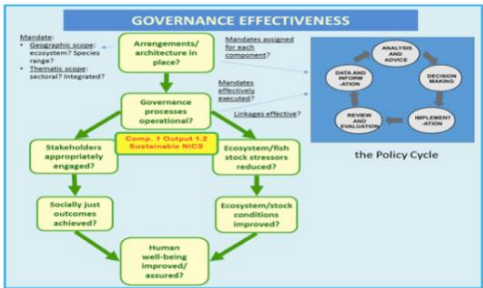 GOVERNANCE EFFECTIVENESS
Mandate:
• Geographic scope:
ecosystem? Species
range?
• Thematic scope:
sectoral? Integrated?
Arrangements/
architecture in
place?
Mandates assigned
for each
component?
Mandates
effectively
executed?
Linkages effective?
Governance
processes
operational?
Comp. 1 Output 1.2
Sustainable NICS
Stakeholders
appropriately
engaged?
Ecosystem/fish
stock stressors
reduced?
Socially just
outcomes
achieved?
Ecosystem/stock
conditions
improved?
Human
well-being
improved/
assured?
ANALYSIS
AND
ADVICE
DECISION
MAKING
IMPLEMENT
-ATION
REVIEW
AND
EVALUATION
DATA AND
INFORM
-ATION
the Policy Cycle